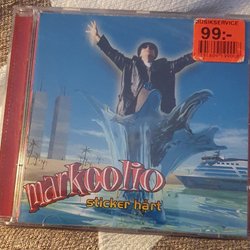 MUSIKSERVICE
99:-
markoolio
sticker hårt